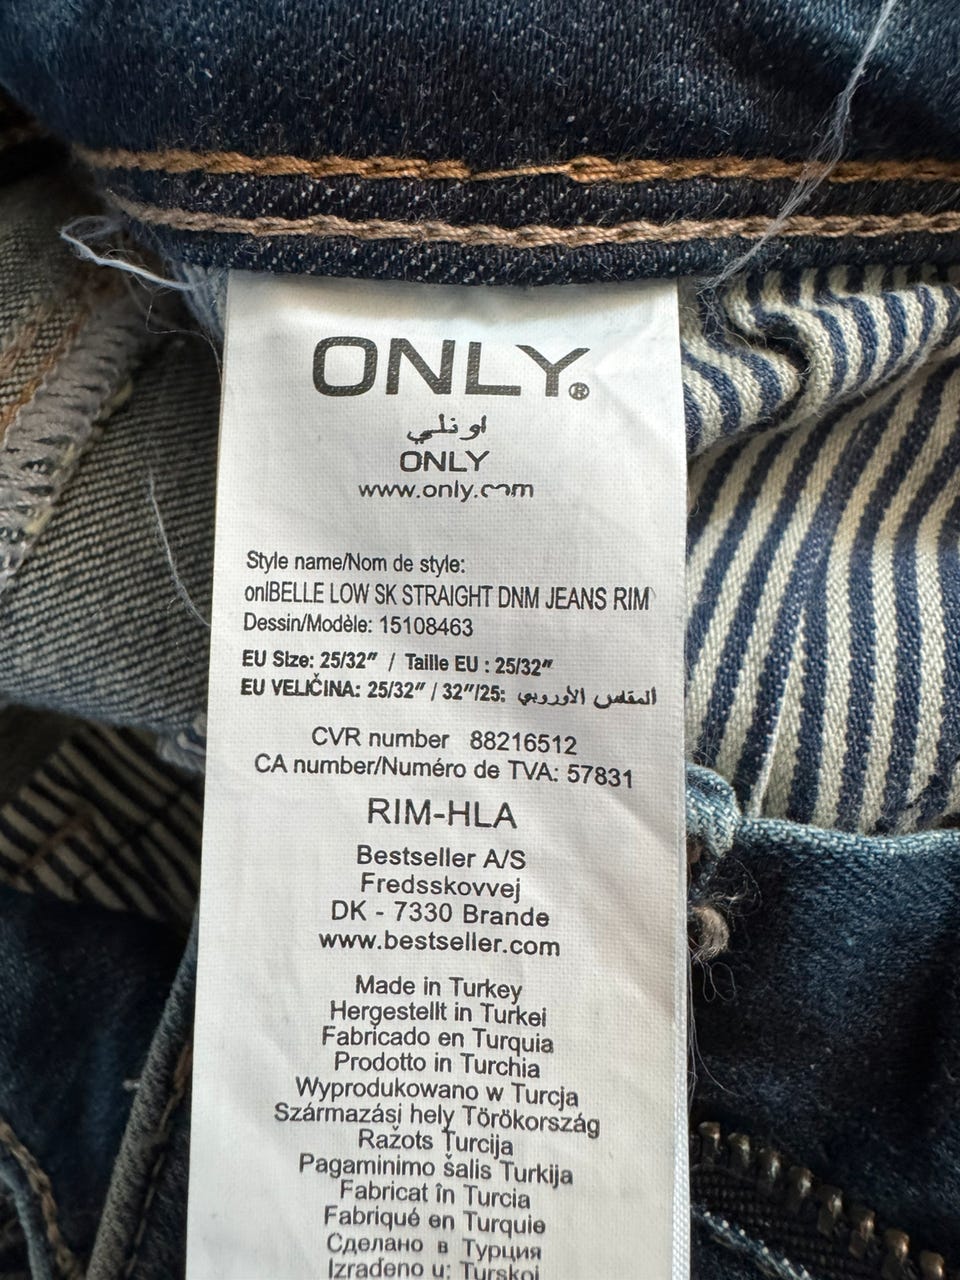 ONLY®
اونلي
ONLY
www.only.com
Style name/Nom de style:
onlBELLE LOW SK STRAIGHT DNM JEANS RIM
Dessin/Modèle: 15108463
EU Size: 25/32" / Taille EU : 25/32"
EU VELIČINA: 25/32" / 32"/25: المقاس الأوروبي
CVR number 88216512
CA number/Numéro de TVA: 57831
RIM-HLA
Bestseller A/S
Fredsskovvej
DK - 7330 Brande
www.bestseller.com
Made in Turkey
Hergestellt in Turkei
Fabricado en Turquia
Prodotto in Turchia
Wyprodukowano w Turcja
Származási hely Törökország
Ražots Turcija
Pagaminimo šalis Turkija
Fabricat în Turcia
Fabriqué en Turquie
Сделано в Турция
Izrađeno u: Turskoj